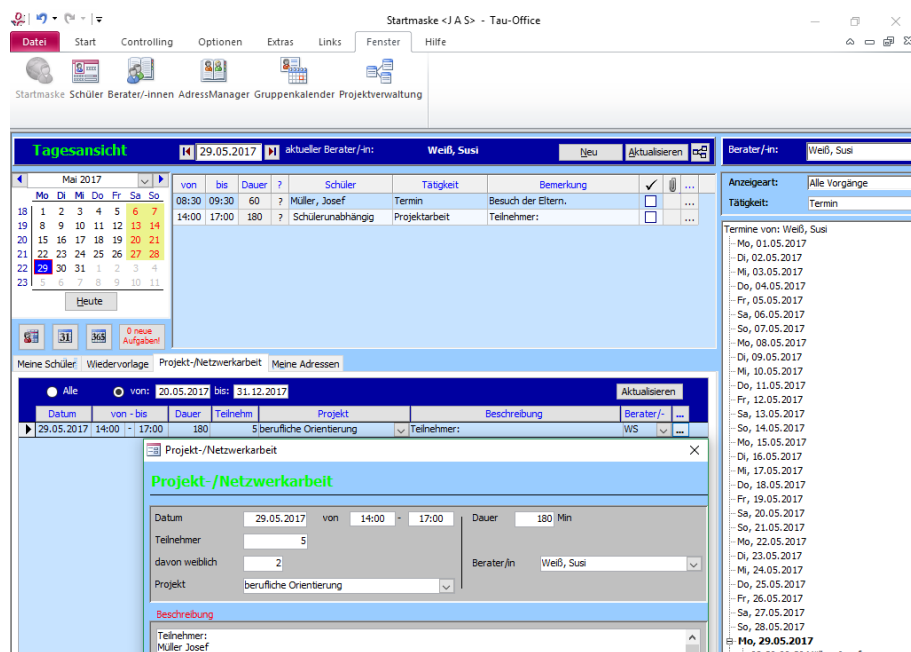 Startmaske <J A S> - Tau-Office
Datei Start Controlling Optionen Extras Links Fenster Hilfe
Startmaske Schüler Berater/-innen AdressManager Gruppenkalender Projektverwaltung
Tagesansicht 29.05.2017 aktueller Berater/-in: Weiß, Susi Neu Aktualisieren
Mai 2017
Mo Di Mi Do Fr Sa So
18 1 2 3 4 5 6 7
19 8 9 10 11 12 13 14
20 15 16 17 18 19 20 21
21 22 23 24 25 26 27 28
22 29 30 31 1 2 3 4
23 5 6 7 8 9 10 11
Heute
31 365 0 neue Aufgaben!
von bis Dauer ? Schüler Tätigkeit Bemerkung ...
08:30 09:30 60 ? Müller, Josef Termin Besuch der Eltern. ...
14:00 17:00 180 ? Schülerunabhängig Projektarbeit Teilnehmer: ...
Meine Schüler Wiedervorlage Projekt-/Netzwerkarbeit Meine Adressen
Alle von: 20.05.2017 bis: 31.12.2017 Aktualisieren
Datum von - bis Dauer Teilnehm Projekt Beschreibung Berater/- ...
29.05.2017 14:00 - 17:00 180 5 berufliche Orientierung Teilnehmer: WS ...
Projekt-/Netzwerkarbeit
Projekt-/Netzwerkarbeit
Datum 29.05.2017 von 14:00 - 17:00 Dauer 180 Min
Teilnehmer 5
davon weiblich 2 Berater/in Weiß, Susi
Projekt berufliche Orientierung
Beschreibung
Teilnehmer:
Müller Josef
Berater/-in: Weiß, Susi
Anzeigeart: Alle Vorgänge
Tätigkeit: Termin
Termine von: Weiß, Susi
Mo, 01.05.2017
Di, 02.05.2017
Mi, 03.05.2017
Do, 04.05.2017
Fr, 05.05.2017
Sa, 06.05.2017
So, 07.05.2017
Mo, 08.05.2017
Di, 09.05.2017
Mi, 10.05.2017
Do, 11.05.2017
Fr, 12.05.2017
Sa, 13.05.2017
So, 14.05.2017
Mo, 15.05.2017
Di, 16.05.2017
Mi, 17.05.2017
Do, 18.05.2017
Fr, 19.05.2017
Sa, 20.05.2017
So, 21.05.2017
Mo, 22.05.2017
Di, 23.05.2017
Mi, 24.05.2017
Do, 25.05.2017
Fr, 26.05.2017
Sa, 27.05.2017
So, 28.05.2017
Mo, 29.05.2017